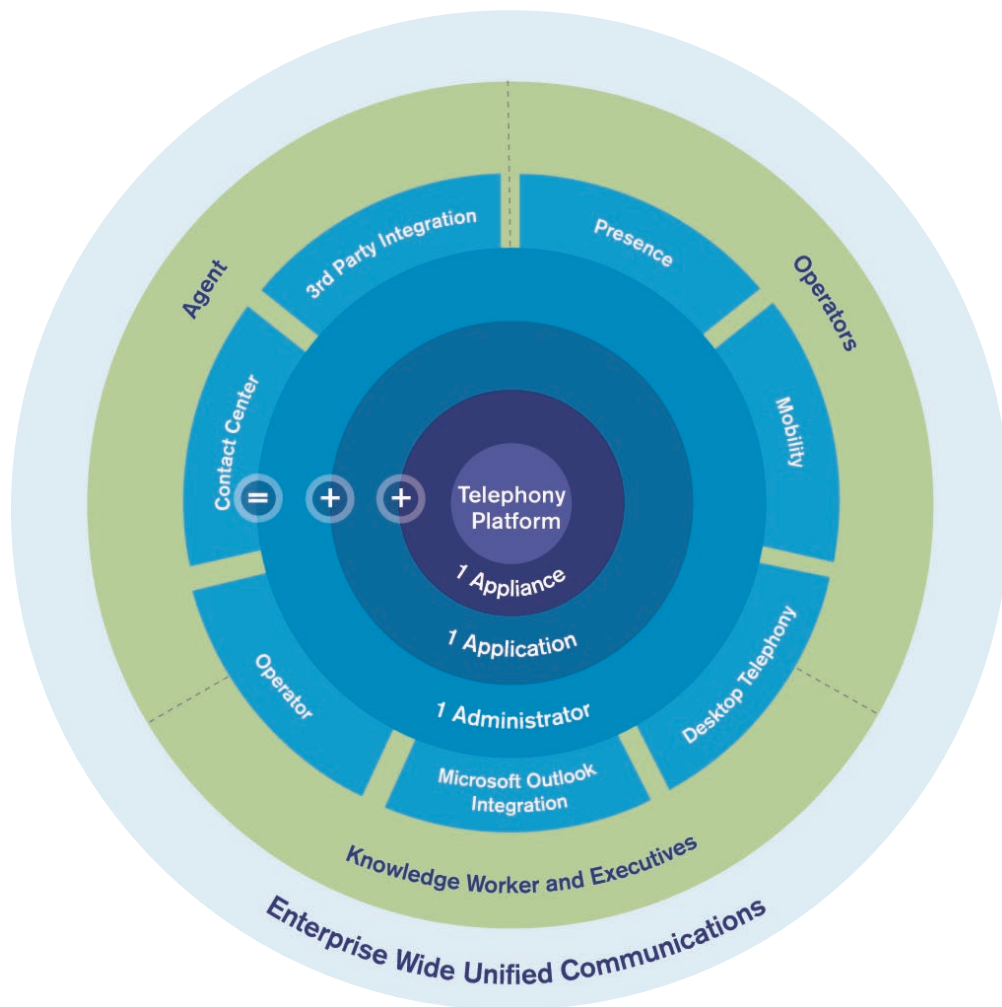 3rd Party Integration
Presence
Agent
Operators
Contact Center
Mobility
=
+
+
Telephony
Platform
1 Appliance
1 Application
1 Administrator
Operator
Desktop Telephony
Microsoft Outlook
Integration
Knowledge Worker and Executives
Enterprise Wide Unified Communications